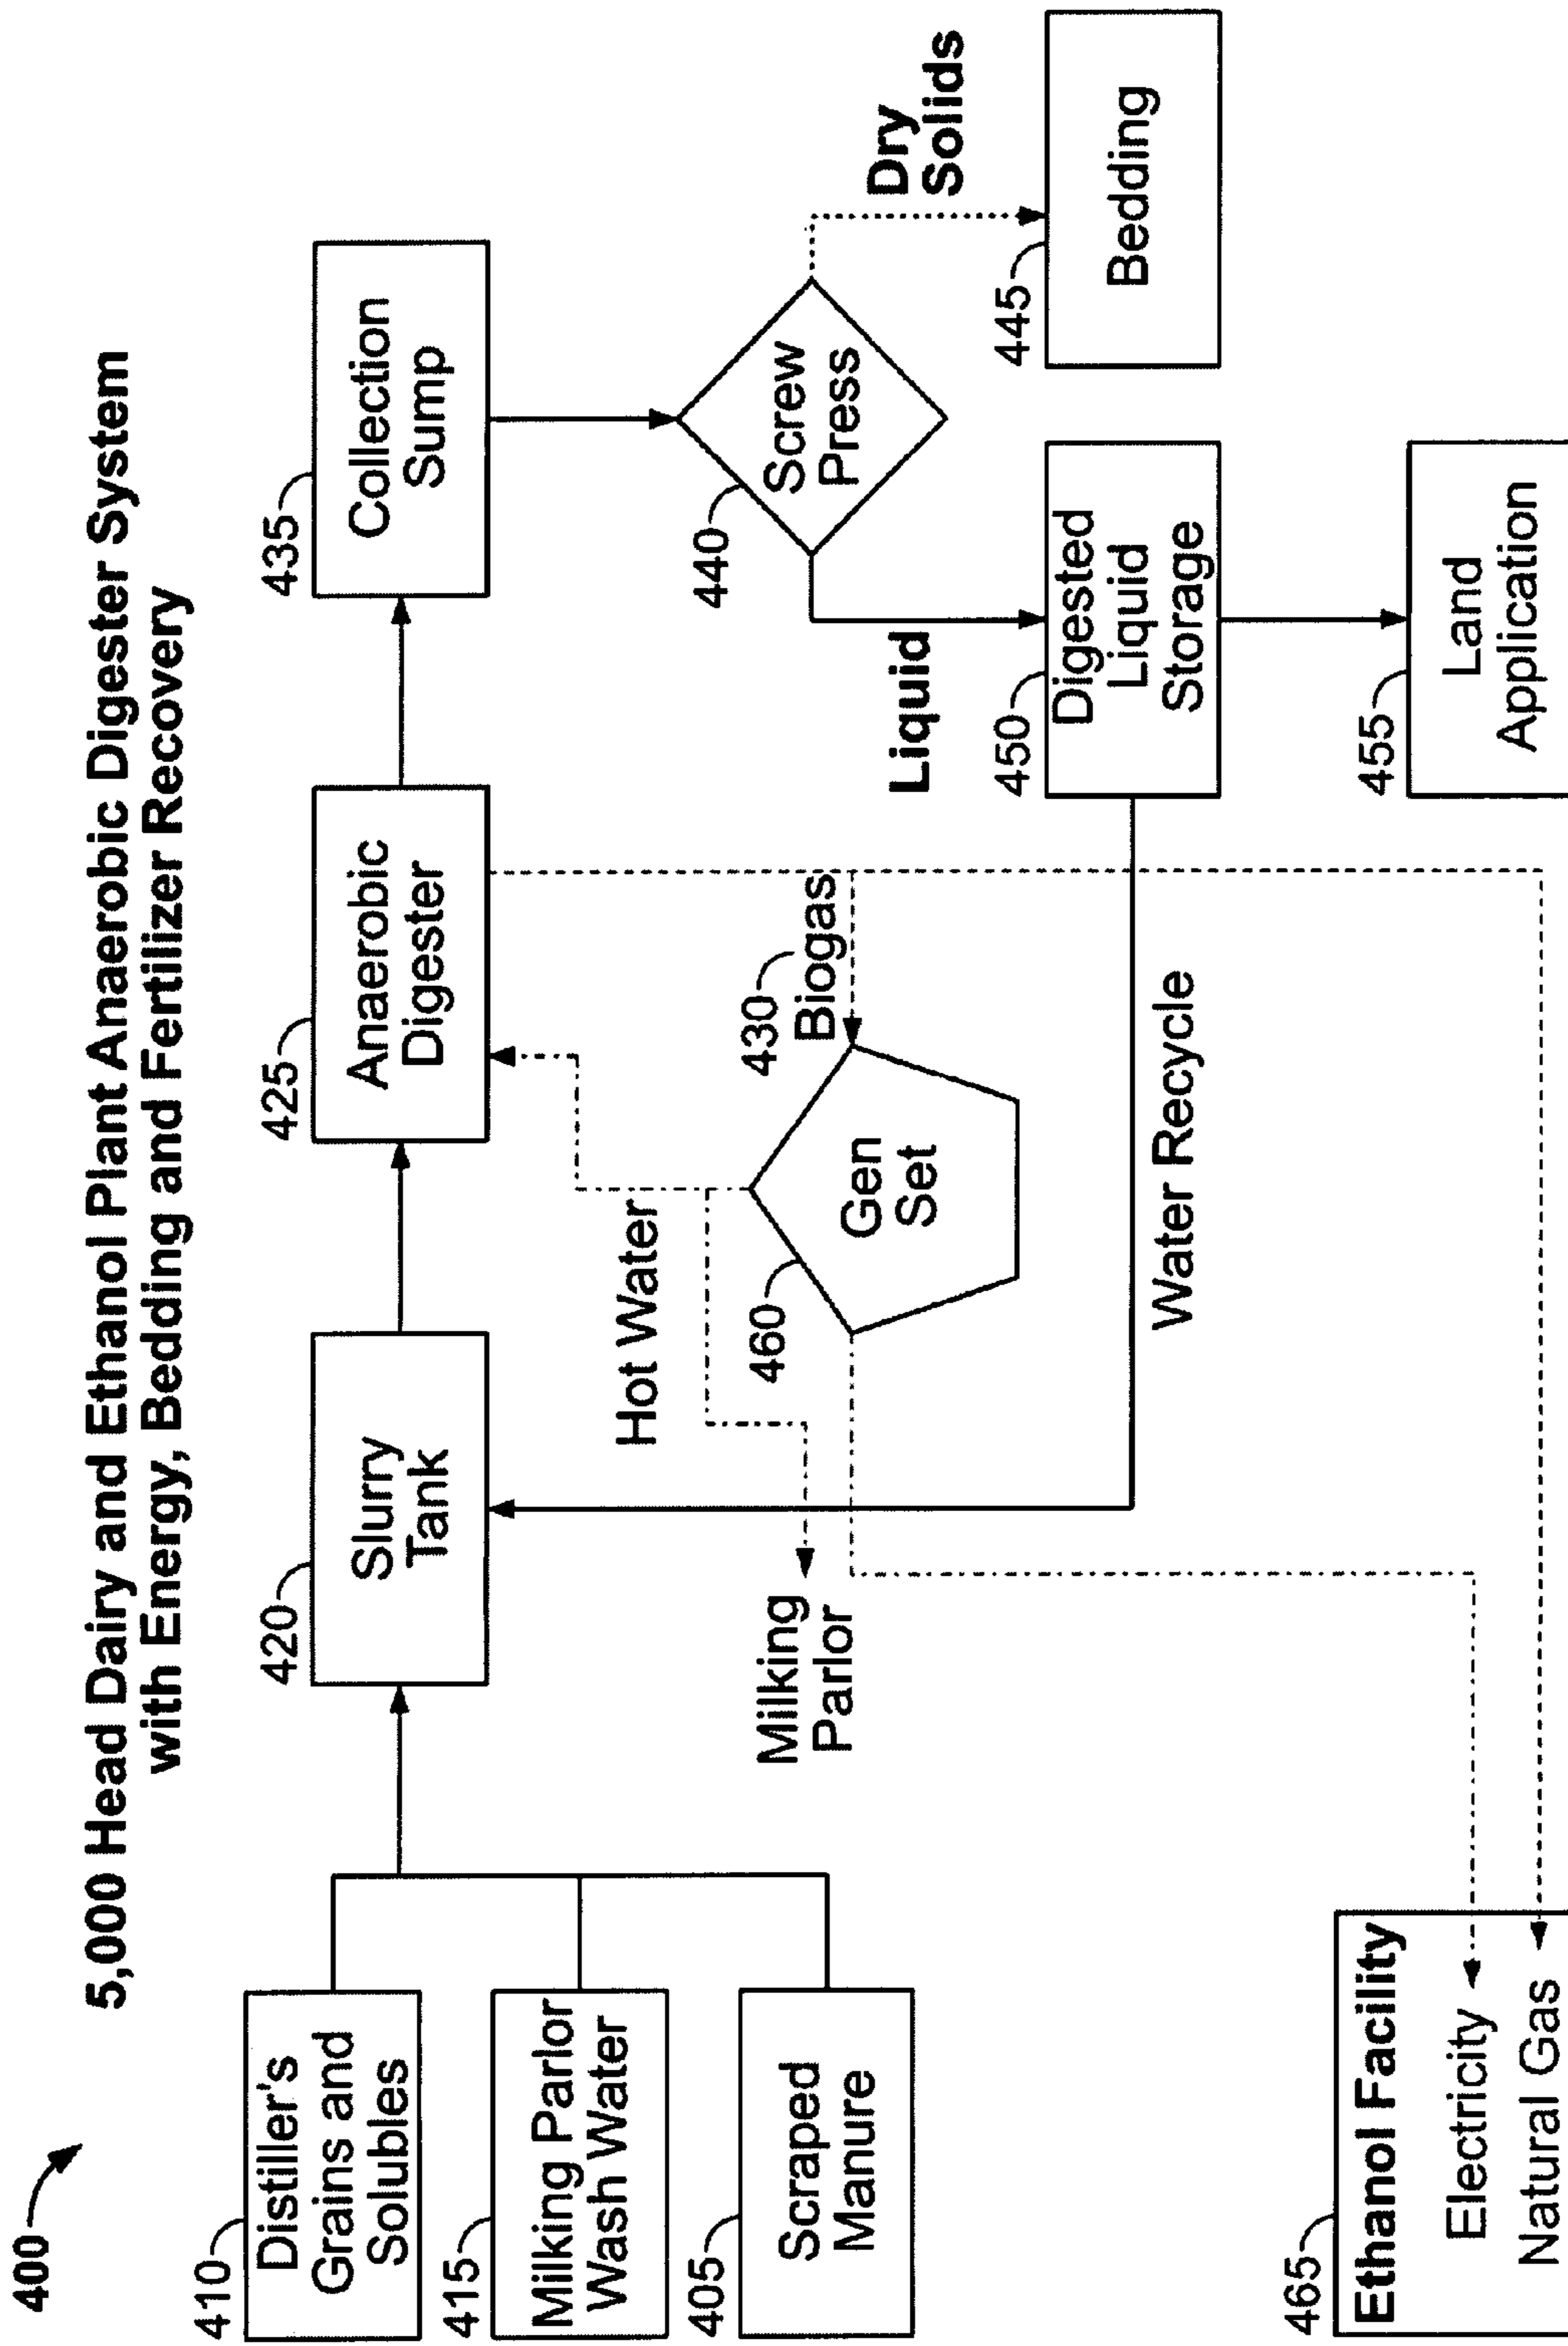 400
5,000 Head Dairy and Ethanol Plant Anaerobic Digester System
with Energy, Bedding and Fertilizer Recovery
410
Distiller's
Grains and
Solubles
415
Milking Parlor
Wash Water
405
Scraped
Manure
420
Slurry
Tank
425
Anaerobic
Digester
435
Collection
Sump
440
Screw
Press
Dry
Solids
445
Bedding
Liquid
450
Digested
Liquid
Storage
455
Land
Application
430
Biogas
Hot Water
460
Gen
Set
Milking
Parlor
Water Recycle
465
Ethanol Facility
Electricity
Natural Gas